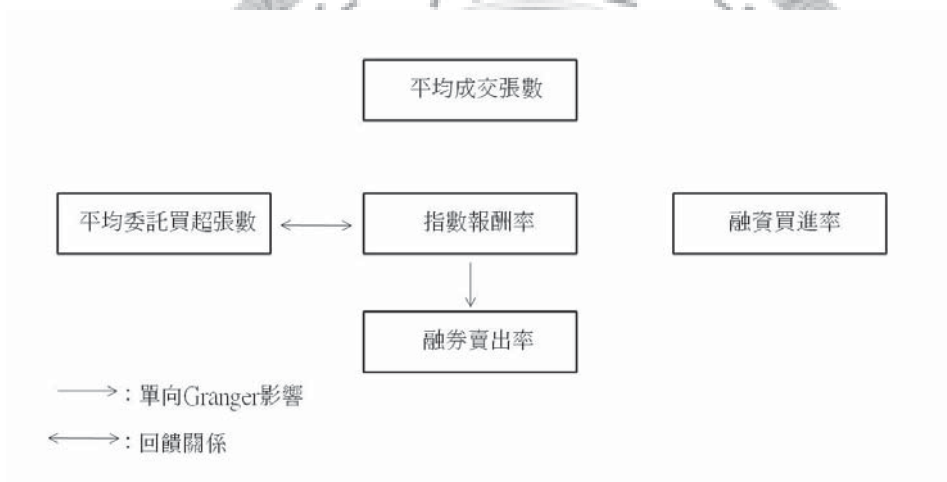 平均成交張數
平均委託買超張數
指數報酬率
融資買進率
融券賣出率
：單向Granger影響
：回饋關係